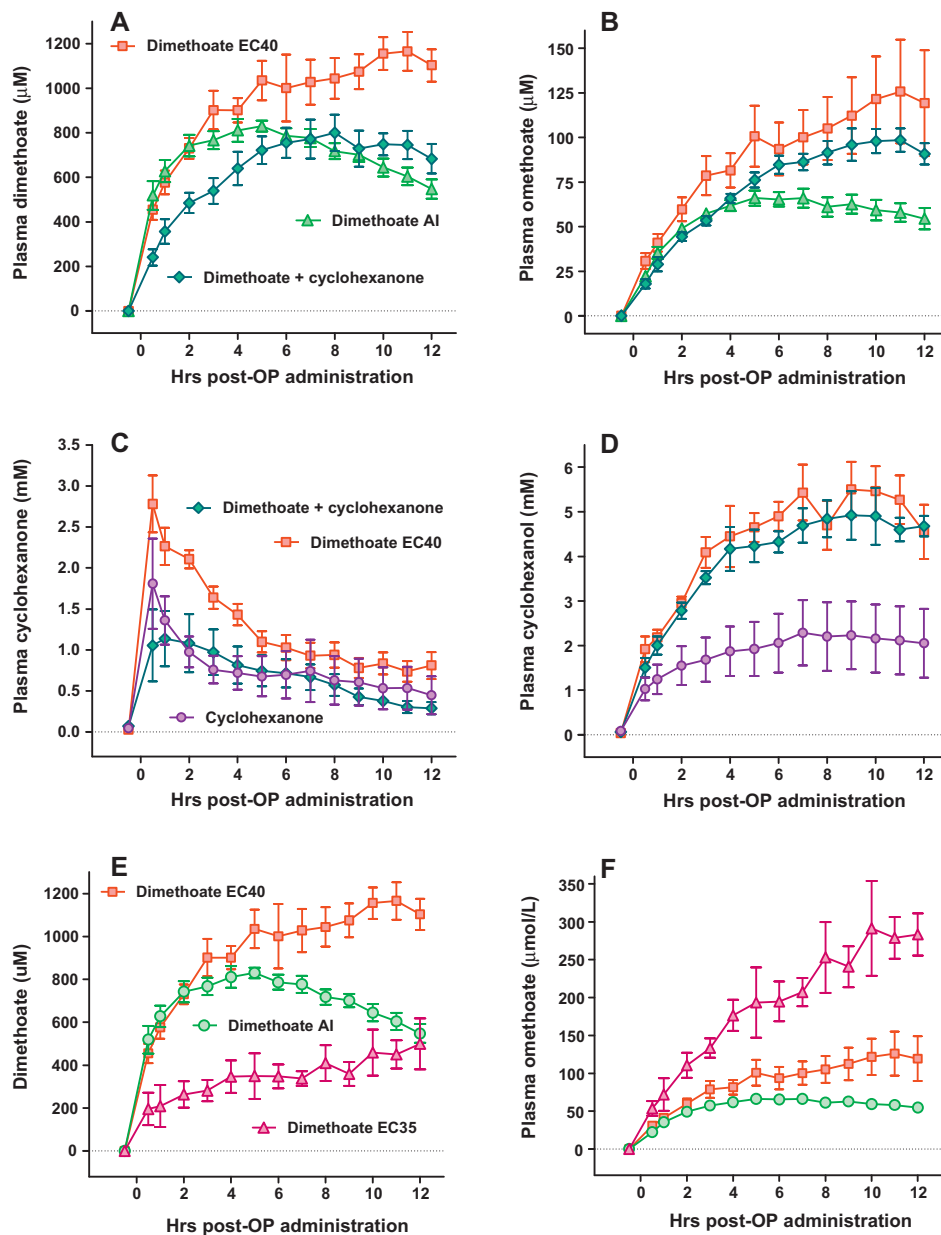 A
Dimethoate EC40
Dimethoate AI
Dimethoate + cyclohexanone
Plasma dimethoate (µM)
1200
1000
800
600
400
200
0
0 2 4 6 8 10 12
Hrs post-OP administration
B
Plasma omethoate (µM)
150
125
100
75
50
25
0
0 2 4 6 8 10 12
Hrs post-OP administration
C
Dimethoate + cyclohexanone
Dimethoate EC40
Cyclohexanone
Plasma cyclohexanone (mM)
3.5
3.0
2.5
2.0
1.5
1.0
0.5
0.0
0 2 4 6 8 10 12
Hrs post-OP administration
D
Plasma cyclohexanol (mM)
6
5
4
3
2
1
0
0 2 4 6 8 10 12
Hrs post-OP administration
E
Dimethoate EC40
Dimethoate AI
Dimethoate EC35
Dimethoate (uM)
1200
1000
800
600
400
200
0
0 2 4 6 8 10 12
Hrs post-OP administration
F
Plasma omethoate (µmol/L)
350
300
250
200
150
100
50
0
0 2 4 6 8 10 12
Hrs post-OP administration